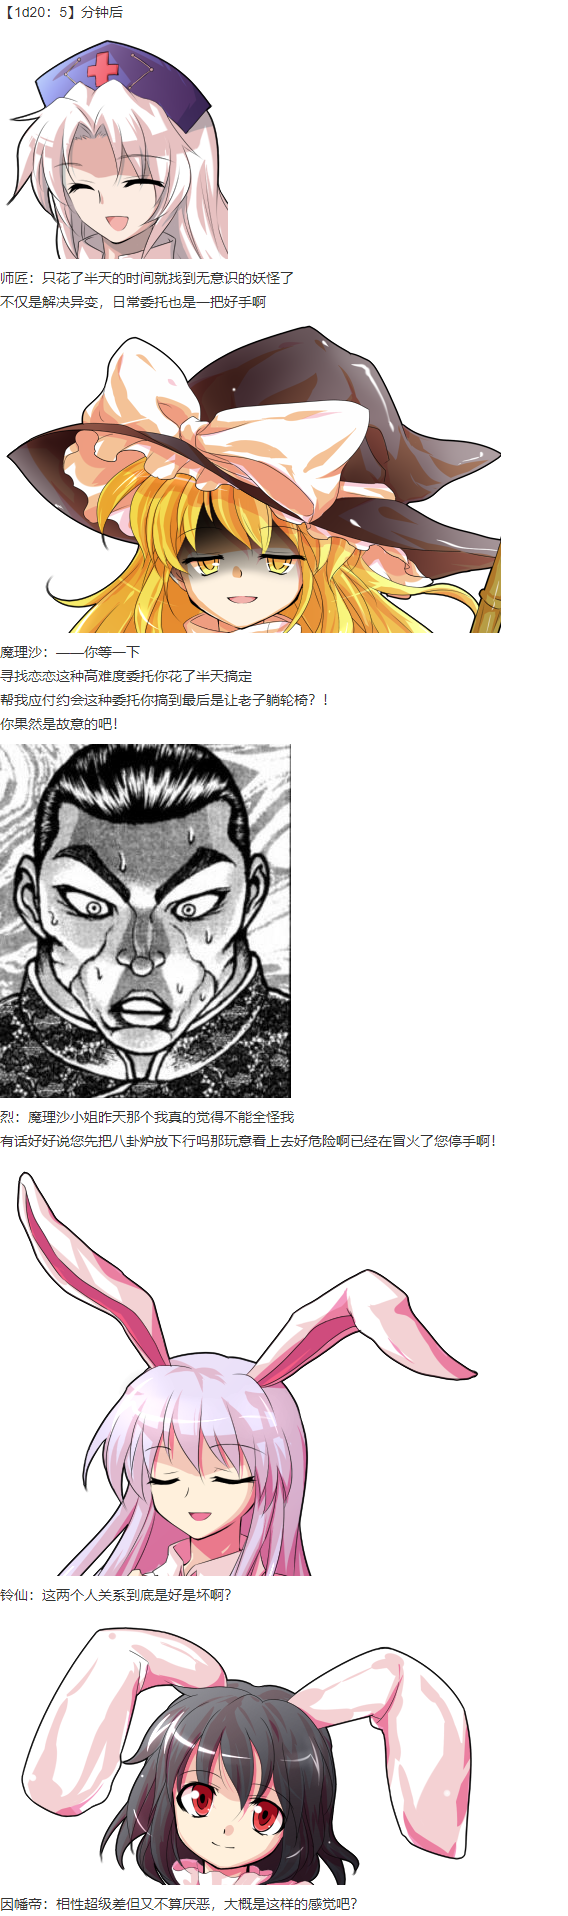 【1d20：5】分钟后
师匠：只花了半天的时间就找到无意识的妖怪了
不仅是解决异变，日常委托也是一把好手啊
魔理沙：——你等一下
寻找恋恋这种高难度委托你花了半天搞定
帮我应付约会这种委托你搞到最后是让老子躺轮椅？！
你果然是故意的吧！
烈：魔理沙小姐昨天那个我真的觉得不能全怪我
有话好好说您先把八卦炉放下行吗那玩意看上去好危险啊已经在冒火了您停手啊！
铃仙：这两个人关系到底是好是坏啊？
因幡帝：相性超级差但又不算厌恶，大概是这样的感觉吧？